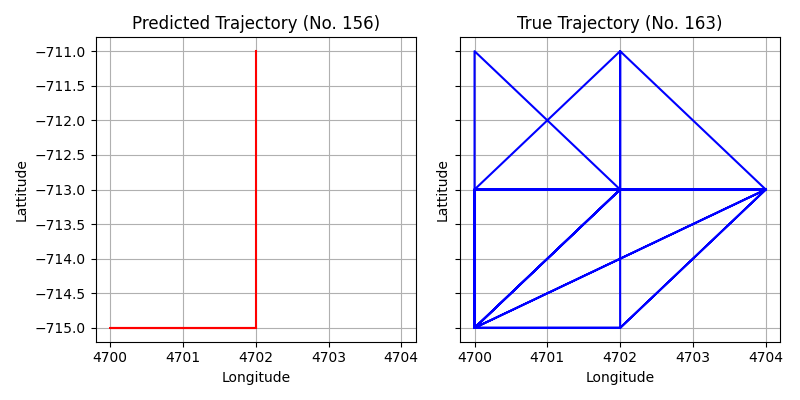 Predicted Trajectory (No. 156)
True Trajectory (No. 163)
−711.0
−711.5
−712.0
−712.5
−713.0
−713.5
−714.0
−714.5
−715.0
Lattitude
Lattitude
4700 4701 4702 4703 4704
4700 4701 4702 4703 4704
Longitude
Longitude